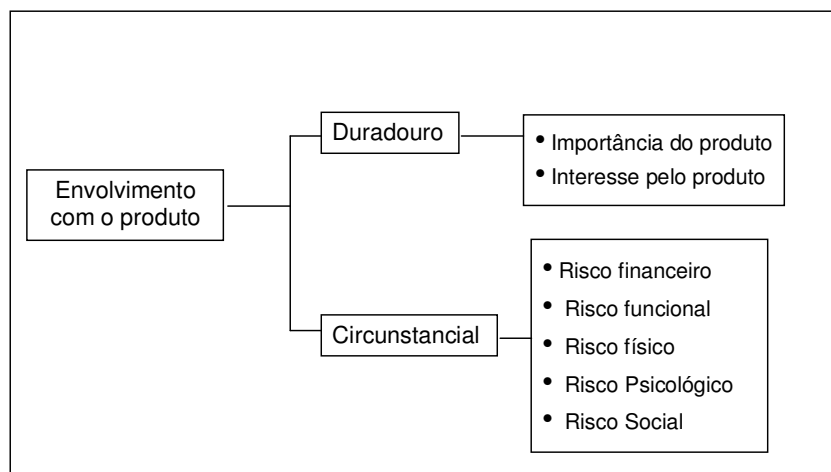 Envolvimento
com o produto
Duradouro
• Importância do produto
• Interesse pelo produto
Circunstancial
• Risco financeiro
• Risco funcional
• Risco físico
• Risco Psicológico
• Risco Social